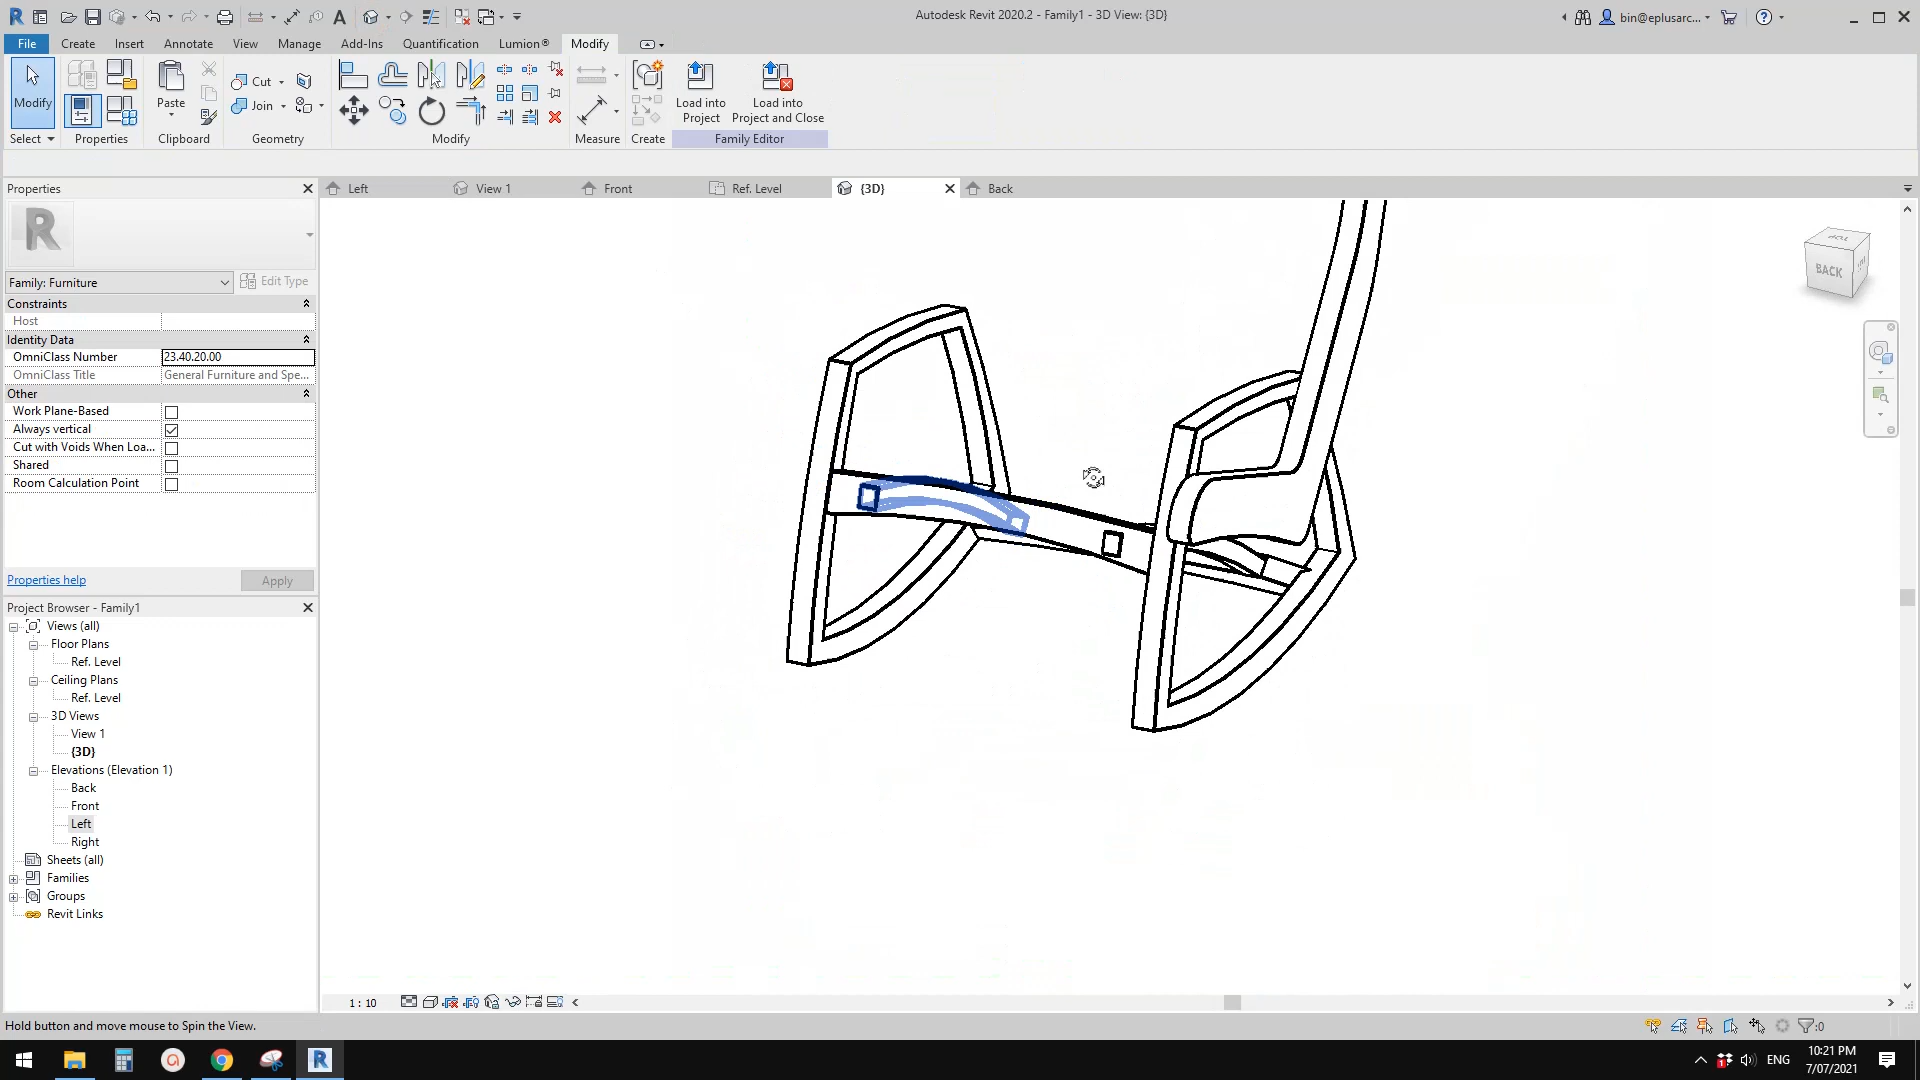 Autodesk Revit 2020.2 - Family1 - 3D View: {3D}
bin@eplusarc...
File Create Insert Annotate View Manage Add-Ins Quantification Lumion® Modify
Modify
Paste
Cut
Join
Load into Project
Load into Project and Close
Select Properties Clipboard Geometry Modify Measure Create Family Editor
Properties
Left View 1 Front Ref. Level {3D} Back
R
Family: Furniture Edit Type
Constraints
Host
Identity Data
OmniClass Number 23.40.20.00
OmniClass Title General Furniture and Spe...
Other
Work Plane-Based
Always vertical
Cut with Voids When Loa...
Shared
Room Calculation Point
Properties help Apply
Project Browser - Family1
Views (all)
Floor Plans
Ref. Level
Ceiling Plans
Ref. Level
3D Views
View 1
{3D}
Elevations (Elevation 1)
Back
Front
Left
Right
Sheets (all)
Families
Groups
Revit Links
TOP
BACK
1 : 10
Hold button and move mouse to Spin the View.
:0
ENG
10:21 PM
7/07/2021